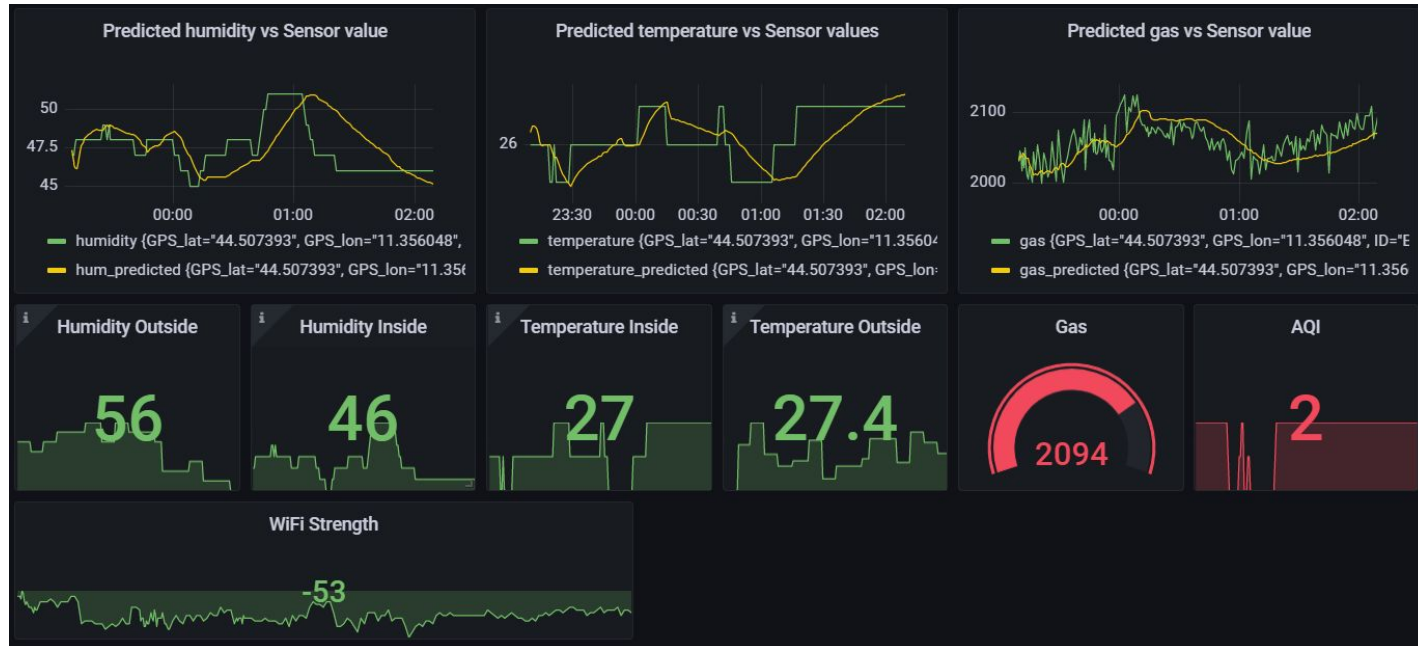 Predicted humidity vs Sensor value
50
47.5
45
00:00 01:00 02:00
humidity {GPS_lat="44.507393", GPS_lon="11.356048",
hum_predicted {GPS_lat="44.507393", GPS_lon="11.356
Predicted temperature vs Sensor values
26
23:30 00:00 00:30 01:00 01:30 02:00
temperature {GPS_lat="44.507393", GPS_lon="11.35604
temperature_predicted {GPS_lat="44.507393", GPS_lon=
Predicted gas vs Sensor value
2100
2000
00:00 01:00 02:00
gas {GPS_lat="44.507393", GPS_lon="11.356048", ID="E
gas_predicted {GPS_lat="44.507393", GPS_lon="11.356
i
Humidity Outside
56
i
Humidity Inside
46
i
Temperature Inside
27
i
Temperature Outside
27.4
Gas
2094
AQI
2
WiFi Strength
-53